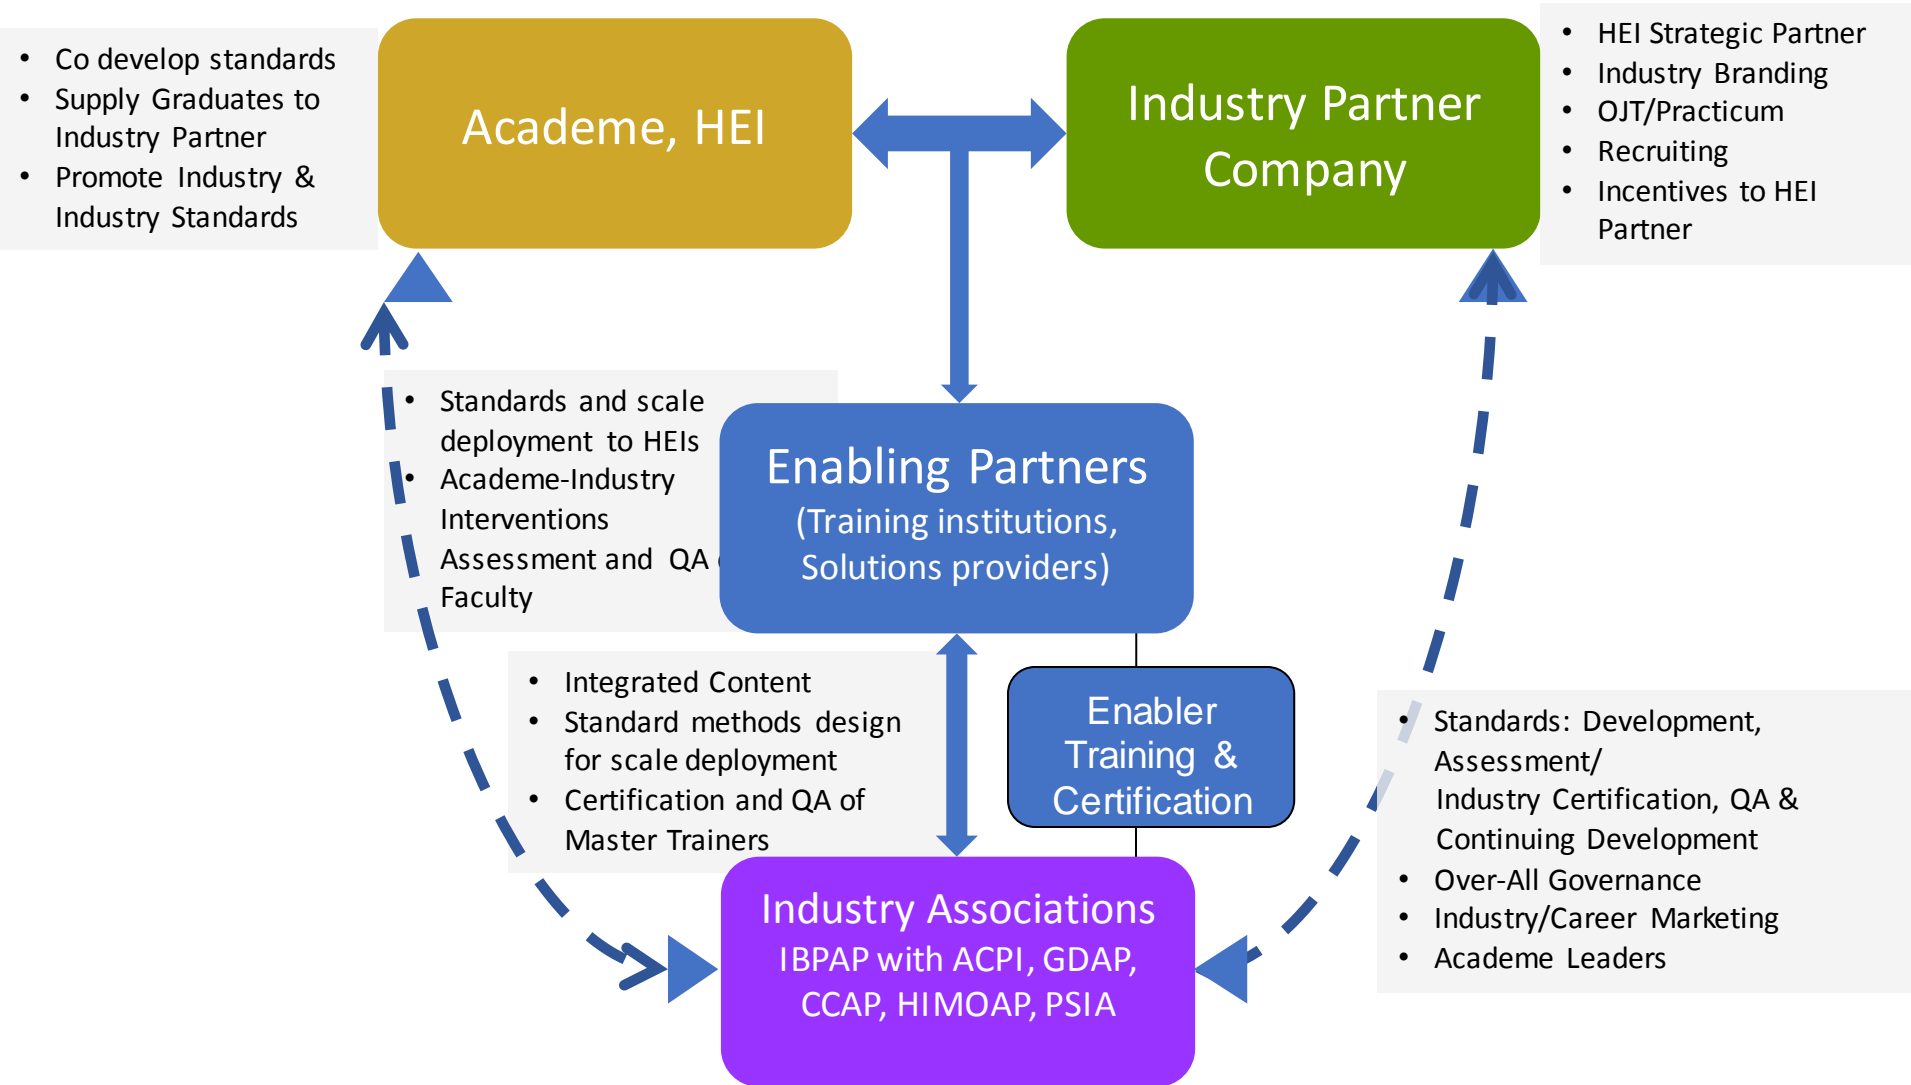 • Co develop standards
• Supply Graduates to
Industry Partner
• Promote Industry &
Industry Standards
Academe, HEI
Industry Partner
Company
• HEI Strategic Partner
• Industry Branding
• OJT/Practicum
• Recruiting
• Incentives to HEI
Partner
• Standards and scale
deployment to HEIs
• Academe-Industry
Interventions
Assessment and QA
Faculty
Enabling Partners
(Training institutions,
Solutions providers)
• Integrated Content
• Standard methods design
for scale deployment
• Certification and QA of
Master Trainers
Enabler
Training &
Certification
• Standards: Development,
Assessment/
Industry Certification, QA &
Continuing Development
• Over-All Governance
• Industry/Career Marketing
• Academe Leaders
Industry Associations
IBPAP with ACPI, GDAP,
CCAP, HIMOAP, PSIA